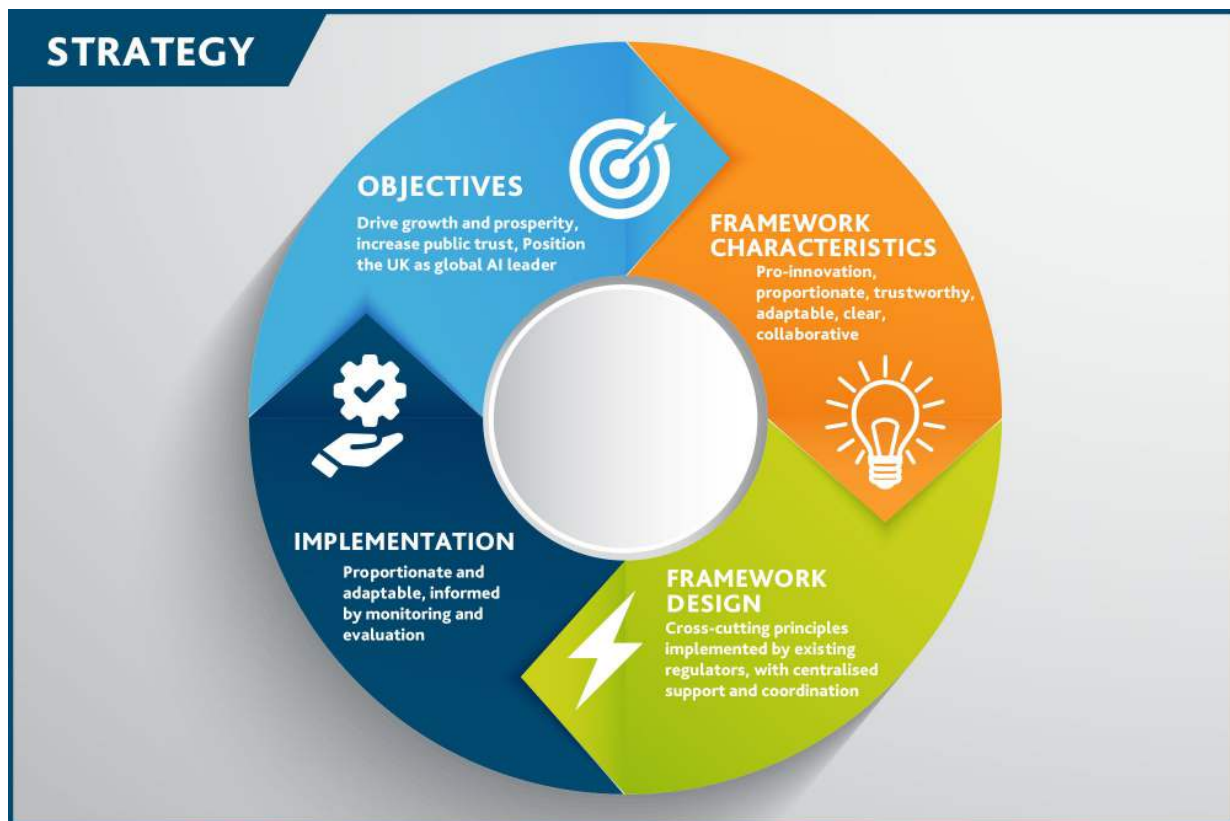 STRATEGY
OBJECTIVES
Drive growth and prosperity,
increase public trust, Position
the UK as global AI leader
FRAMEWORK
CHARACTERISTICS
Pro-innovation,
proportionate, trustworthy,
adaptable, clear,
collaborative
FRAMEWORK
DESIGN
Cross-cutting principles
implemented by existing
regulators, with centralised
support and coordination
IMPLEMENTATION
Proportionate and
adaptable, informed
by monitoring and
evaluation